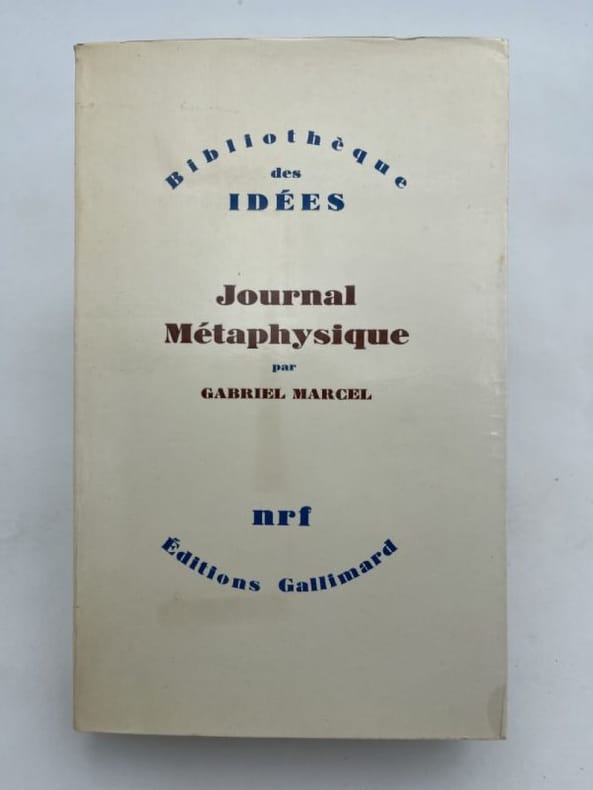 Bibliothèque
des
IDÉES
Journal
Métaphysique
par
GABRIEL MARCEL
nrf
Éditions Gallimard